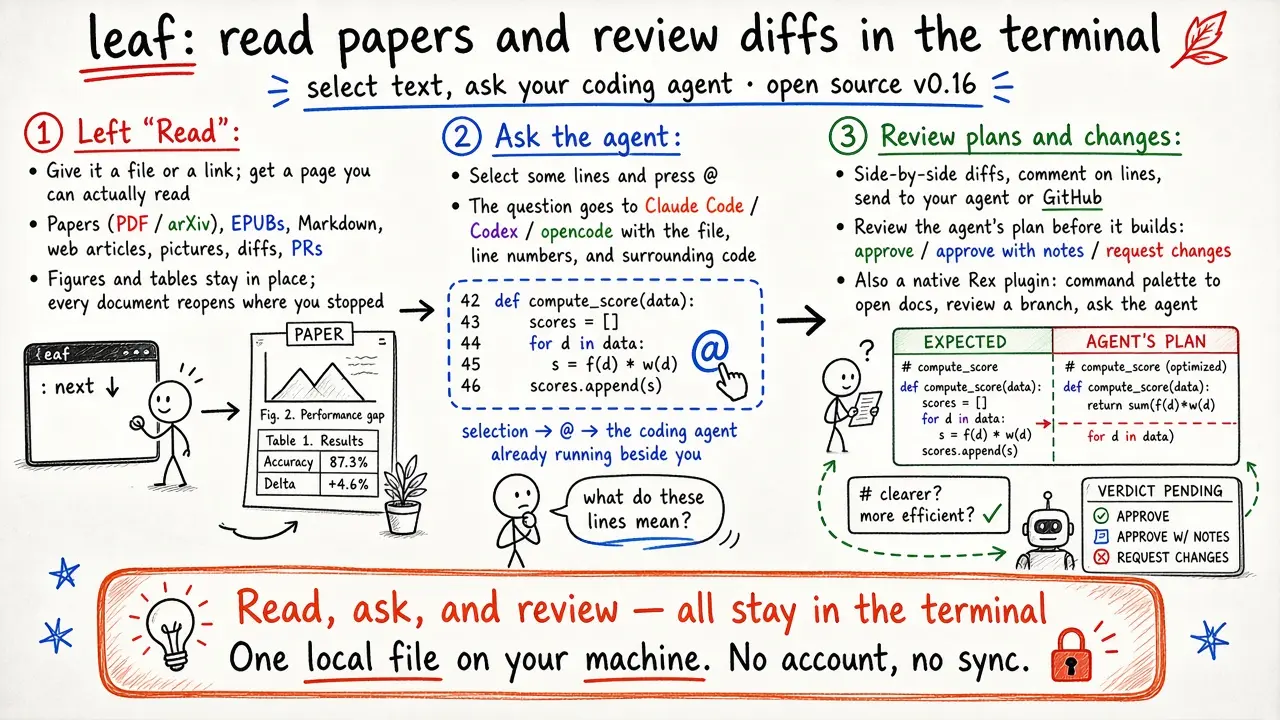 leaf: read papers and review diffs in the terminal
select text, ask your coding agent · open source v0.16
1 Left “Read”:
• Give it a file or a link; get a page you
can actually read
• Papers (PDF / arXiv), EPUBs, Markdown,
web articles, pictures, diffs, PRs
• Figures and tables stay in place;
every document reopens where you stopped
{eaf
: next ↓
PAPER
Fig. 2. Performance gap
Table 1. Results
Accuracy 87.3%
Delta +4.6%
2 Ask the agent:
• Select some lines and press @
• The question goes to Claude Code /
Codex / opencode with the file,
line numbers, and surrounding code
42 def compute_score(data):
43 scores = []
44 for d in data:
45 s = f(d) * w(d)
46 scores.append(s)
@
selection → @ → the coding agent
already running beside you
what do these
lines mean?
3 Review plans and changes:
• Side-by-side diffs, comment on lines,
send to your agent or GitHub
• Review the agent’s plan before it builds:
approve / approve with notes / request changes
• Also a native Rex plugin: command palette to
open docs, review a branch, ask the agent
?
EXPECTED
# compute_score
def compute_score(data):
scores = []
for d in data:
s = f(d) * w(d)
scores.append(s)
AGENT’S PLAN
# compute_score (optimized)
def compute_score(data):
return sum(f(d)*w(d)
for d in data)
# clearer?
more efficient? ✓
VERDICT PENDING
APPROVE
APPROVE W/ NOTES
REQUEST CHANGES
Read, ask, and review — all stay in the terminal
One local file on your machine. No account, no sync.